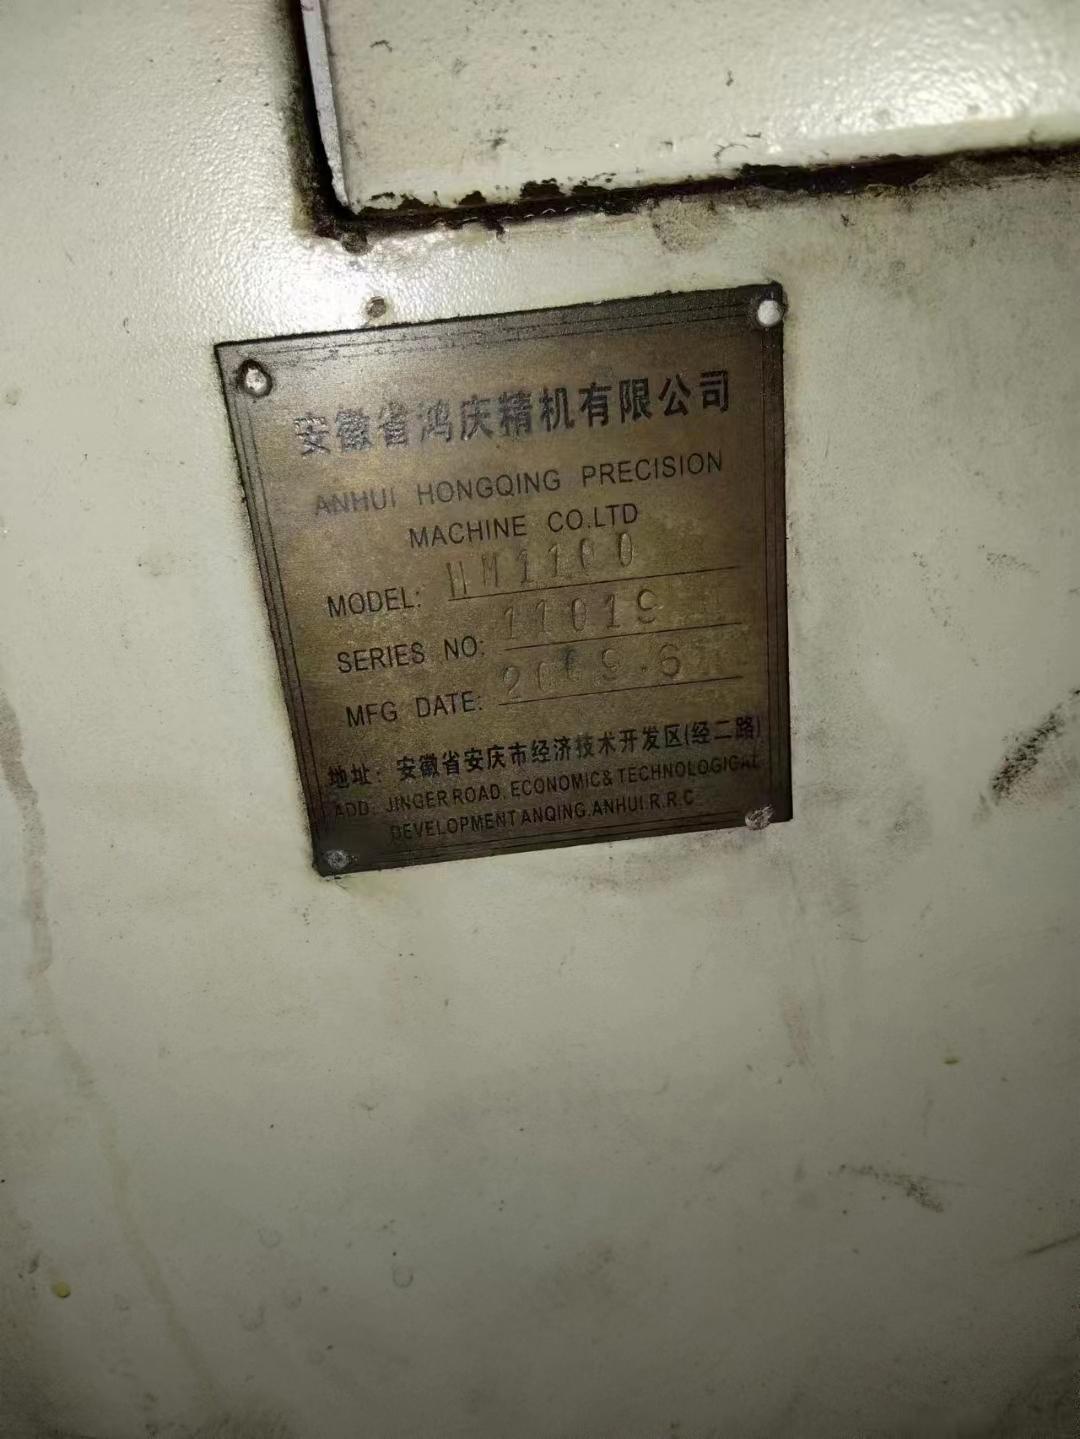 安徽省鸿庆精机有限公司
ANHUI HONGQING PRECISION
MACHINE CO.LTD
MODEL: HM1100
SERIES NO: 11019
MFG DATE: 2009.6
地址：安徽省安庆市经济技术开发区(经二路)
ADD: JINGER ROAD. ECONOMIC& TECHNOLOGICAL
DEVELOPMENT ANQING.ANHUI.R.R.C